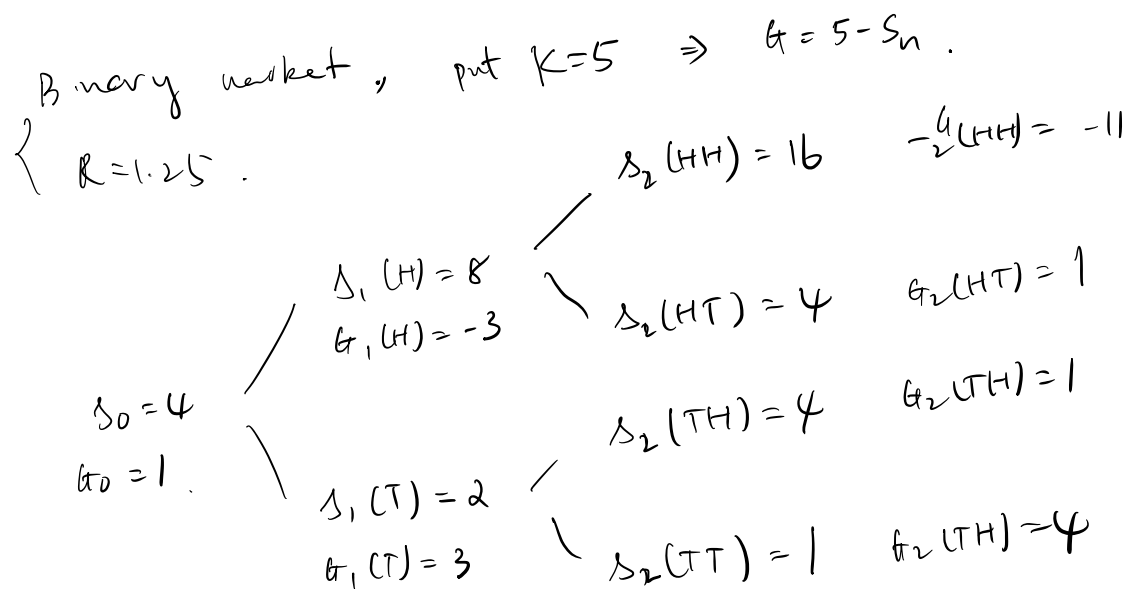 Binary market, put K=5 ⇒ G = 5 - Sn.
R=1.25.
S2 (HH) = 16 -G2(HH) = -11
S1 (H) = 8
G1 (H) = -3
S2 (HT) = 4 G2 (HT) = 1
S0 = 4
G0 = 1.
S2 (TH) = 4 G2 (TH) = 1
S1 (T) = 2
G1 (T) = 3
S2 (TT) = 1 G2 (TH) = 4